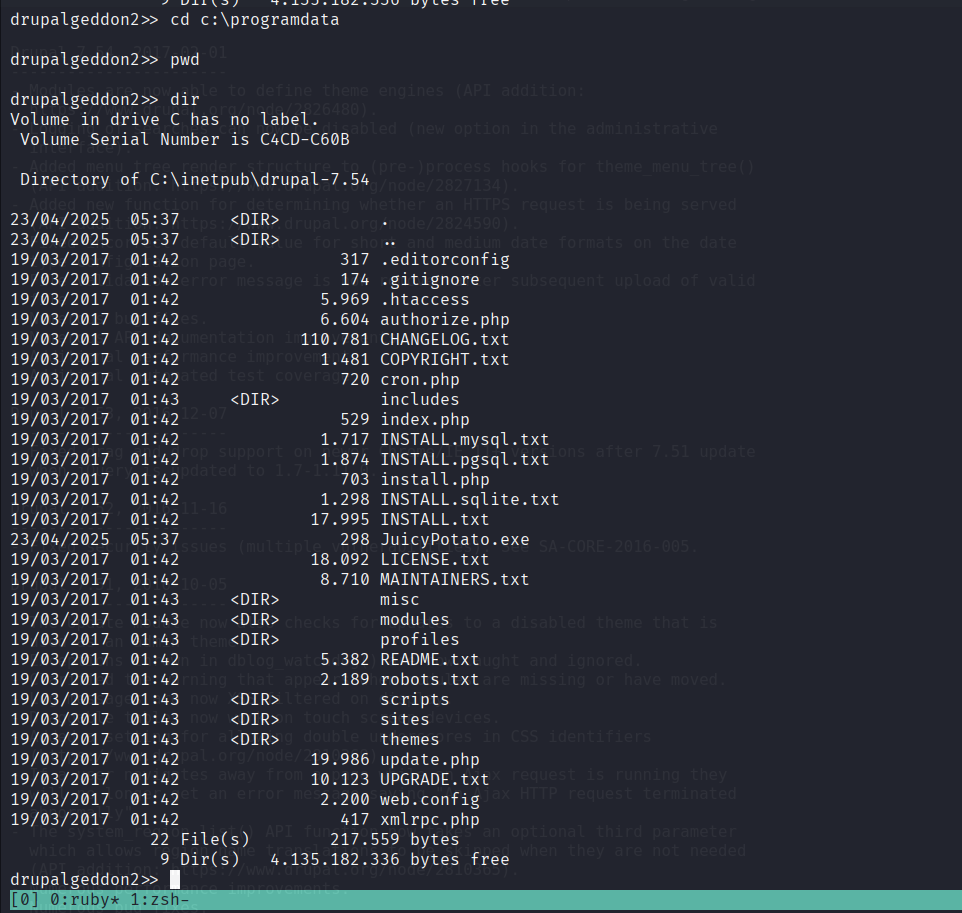 drupalgeddon2>> cd c:\programdata
drupalgeddon2>> pwd
drupalgeddon2>> dir
Volume in drive C has no label.
 Volume Serial Number is C4CD-C60B
 Directory of C:\inetpub\drupal-7.54
23/04/2025  05:37     <DIR>          .
23/04/2025  05:37     <DIR>          ..
19/03/2017  01:42                317 .editorconfig
19/03/2017  01:42                174 .gitignore
19/03/2017  01:42              5.969 .htaccess
19/03/2017  01:42              6.604 authorize.php
19/03/2017  01:42            110.781 CHANGELOG.txt
19/03/2017  01:42              1.481 COPYRIGHT.txt
19/03/2017  01:42                720 cron.php
19/03/2017  01:43     <DIR>          includes
19/03/2017  01:42                529 index.php
19/03/2017  01:42              1.717 INSTALL.mysql.txt
19/03/2017  01:42              1.874 INSTALL.pgsql.txt
19/03/2017  01:42                703 install.php
19/03/2017  01:42              1.298 INSTALL.sqlite.txt
19/03/2017  01:42             17.995 INSTALL.txt
23/04/2025  05:37                298 JuicyPotato.exe
19/03/2017  01:42             18.092 LICENSE.txt
19/03/2017  01:42              8.710 MAINTAINERS.txt
19/03/2017  01:43     <DIR>          misc
19/03/2017  01:43     <DIR>          modules
19/03/2017  01:43     <DIR>          profiles
19/03/2017  01:42              5.382 README.txt
19/03/2017  01:42              2.189 robots.txt
19/03/2017  01:43     <DIR>          scripts
19/03/2017  01:43     <DIR>          sites
19/03/2017  01:43     <DIR>          themes
19/03/2017  01:42             19.986 update.php
19/03/2017  01:42             10.123 UPGRADE.txt
19/03/2017  01:42              2.200 web.config
19/03/2017  01:42                417 xmlrpc.php
              22 File(s)        217.559 bytes
               9 Dir(s)   4.135.182.336 bytes free
drupalgeddon2>>
[0] 0:ruby* 1:zsh-